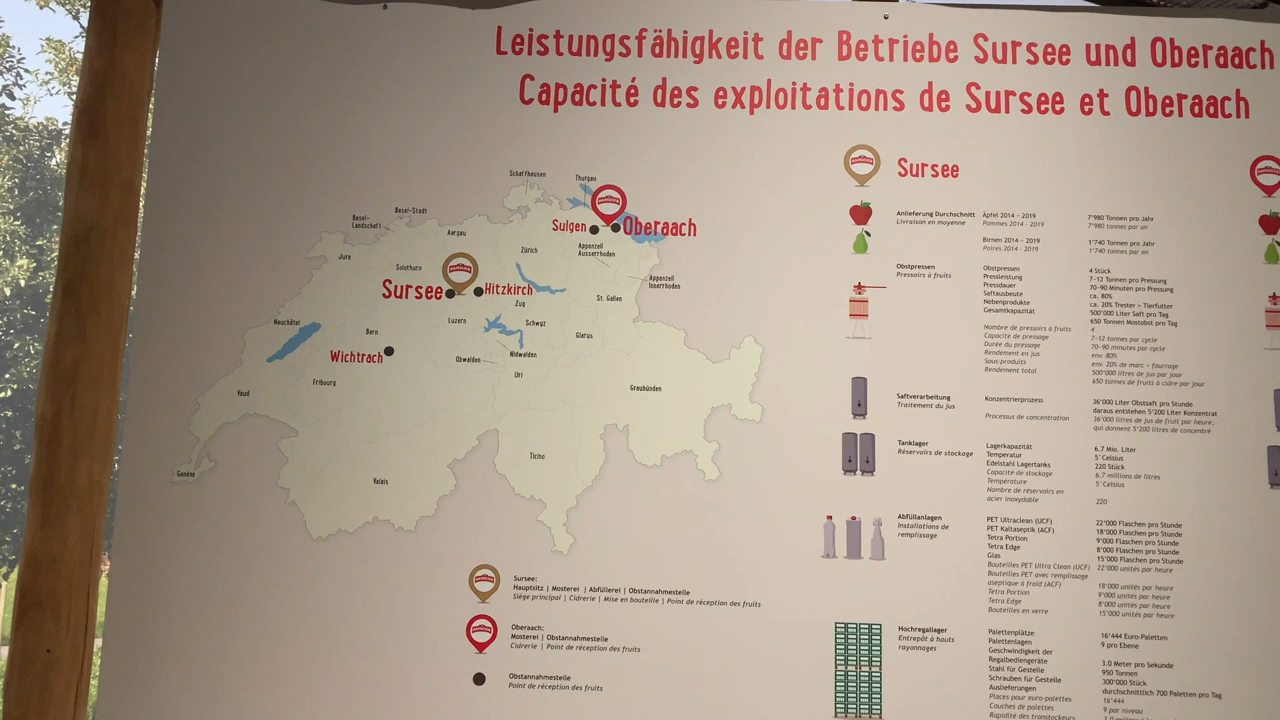 Leistungsfähigkeit der Betriebe Sursee und Oberaach
Capacité des exploitations de Sursee et Oberaach
Schaffhausen
Thurgau
Basel-Stadt
Basel-
Landschaft
Aargau
Sulgen
Oberaach
RAMSEIER
Jura
Solothurn
Zürich
Appenzell
Ausserrhoden
Appenzell
Innerrhoden
RAMSEIER
Sursee
Hitzkirch
Zug
St. Gallen
Neuchâtel
Bern
Luzern
Schwyz
Glarus
Wichtrach
Obwalden
Nidwalden
Uri
Fribourg
Vaud
Graubünden
Genève
Valais
Ticino
RAMSEIER
Sursee:
Hauptsitz | Mosterei | Abfüllerei | Obstannahmestelle
Siège principal | Cidrerie | Mise en bouteille | Point de réception des fruits
RAMSEIER
Oberaach:
Mosterei | Obstannahmestelle
Cidrerie | Point de réception des fruits
Obstannahmestelle
Point de réception des fruits
RAMSEIER
Sursee
Anlieferung Durchschnitt
Livraison en moyenne
Äpfel 2014 – 2019 7'980 Tonnen pro Jahr
Pommes 2014 - 2019 7'980 tonnes par an
Birnen 2014 – 2019 1'740 Tonnen pro Jahr
Poires 2014 - 2019 1'740 tonnes par an
Obstpressen
Pressoirs à fruits
Obstpressen 4 Stück
Pressleistung 7–12 Tonnen pro Pressung
Pressdauer 70–90 Minuten pro Pressung
Saftausbeute ca. 80%
Nebenprodukte ca. 20% Trester = Tierfutter
Gesamtkapazität 500'000 Liter Saft pro Tag
650 Tonnen Mostobst pro Tag
Nombre de pressoirs à fruits 4
Capacité de pressage 7–12 tonnes par cycle
Durée du pressage 70–90 minutes par cycle
Rendement en jus env. 80%
Sous-produits env. 20% de marc = fourrage
Rendement total 500'000 litres de jus par jour
650 tonnes de fruits à cidre par jour
Saftverarbeitung
Traitement du jus
Konzentrierprozess 36'000 Liter Obstsaft pro Stunde
daraus entstehen 5'200 Liter Konzentrat
Processus de concentration 36'000 litres de jus de fruit par heure,
qui donnent 5'200 litres de concentré
Tanklager
Réservoirs de stockage
Lagerkapazität 6.7 Mio. Liter
Temperatur 5°Celsius
Edelstahl Lagertanks 220 Stück
Capacité de stockage 6.7 millions de litres
Température 5°Celsius
Nombre de réservoirs en
acier inoxydable 220
Abfüllanlagen
Installations de
remplissage
PET Ultraclean (UCF) 22'000 Flaschen pro Stunde
PET Kaltaseptik (ACF) 18'000 Flaschen pro Stunde
Tetra Portion 9'000 Flaschen pro Stunde
Tetra Edge 8'000 Flaschen pro Stunde
Glas 15'000 Flaschen pro Stunde
Bouteilles PET Ultra Clean (UCF) 22'000 unités par heure
Bouteilles PET avec remplissage
aseptique à froid (ACF) 18'000 unités par heure
Tetra Portion 9'000 unités par heure
Tetra Edge 8'000 unités par heure
Bouteilles en verre 15'000 unités par heure
Hochregallager
Entrepôt à hauts
rayonnages
Palettenplätze 16'444 Euro-Paletten
Palettenlagen 9 pro Ebene
Geschwindigkeit der
Regalbediengeräte 3.0 Meter pro Sekunde
Stahl für Gestelle 950 Tonnen
Schrauben für Gestelle 300'000 Stück
Auslieferungen durchschnittlich 700 Paletten pro Tag
Places pour euro-palettes 16'444
Couches de palettes 9 par niveau
Rapidité des transtockeurs